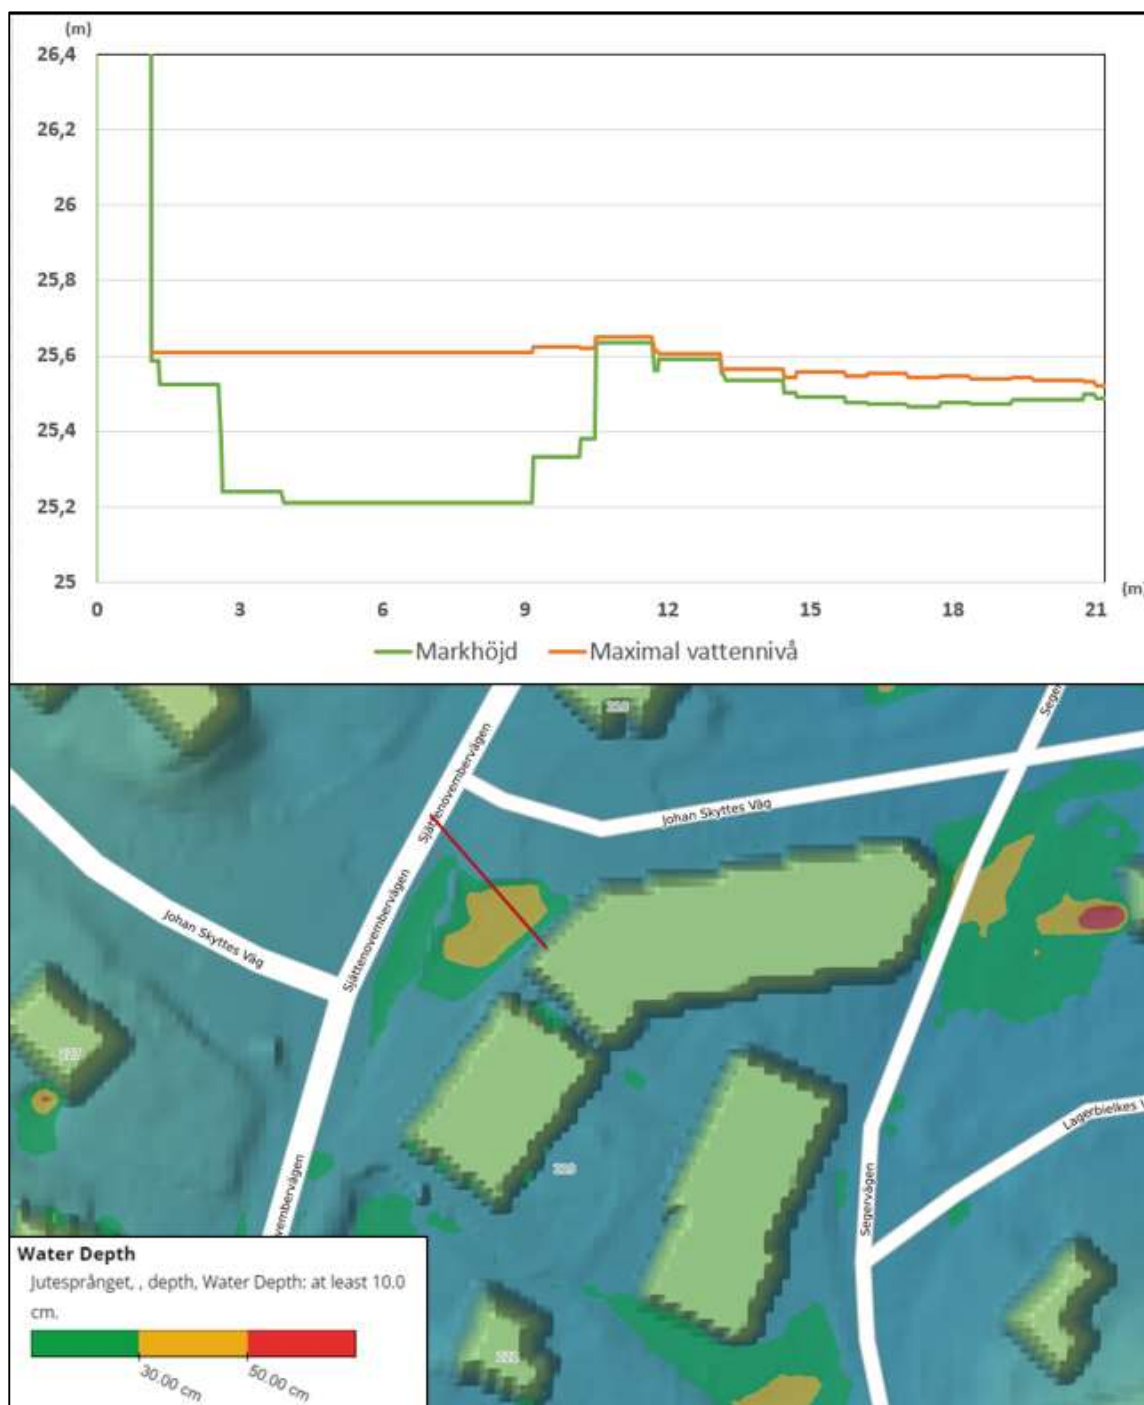 (m)
26,4
26,2
26
25,8
25,6
25,4
25,2
25
0 3 6 9 12 15 18 21
(m)
Markhöjd Maximal vattennivå
Sjättenovembervägen
Seger
Johan Skyttes Väg
Johan Skyttes Väg
Sjättenovembervägen
Lagerbielkes V
Segervägen
vembervägen
Water Depth
Jutesprånget, , depth, Water Depth: at least 10.0
cm.
30.00 cm 50.00 cm